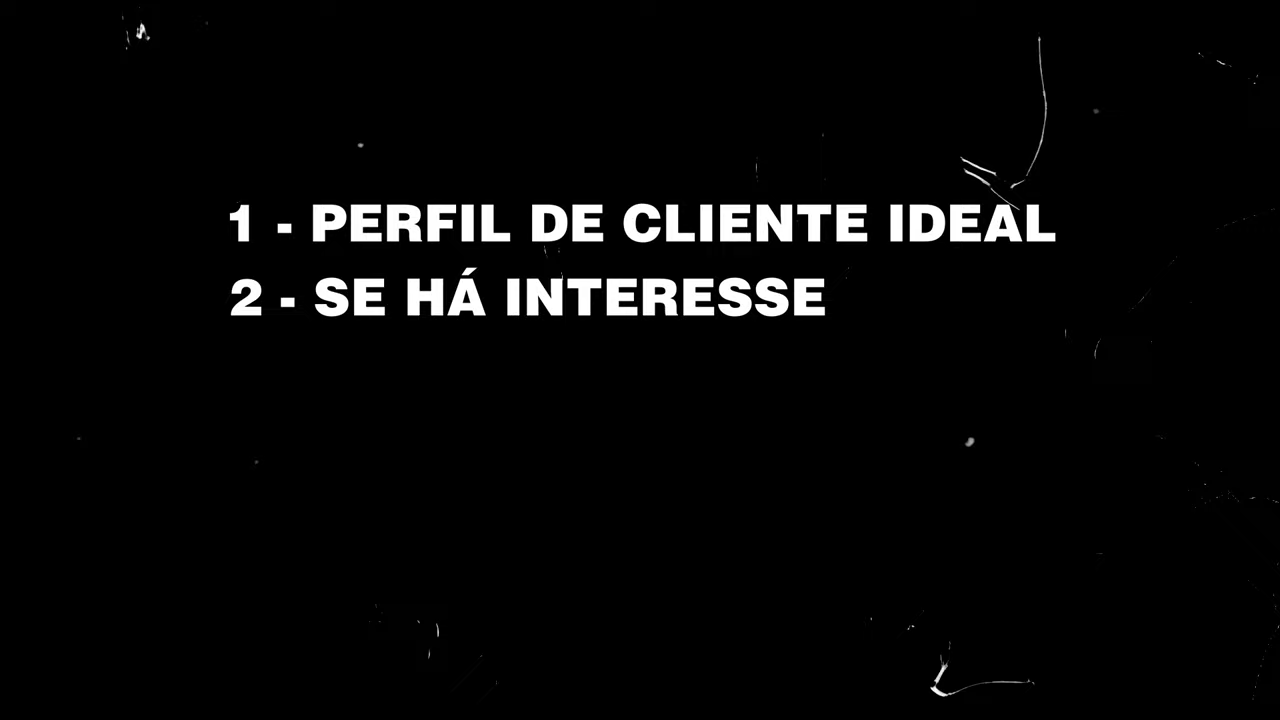 1 - PERFIL DE CLIENTE IDEAL
2 - SE HÁ INTERESSE